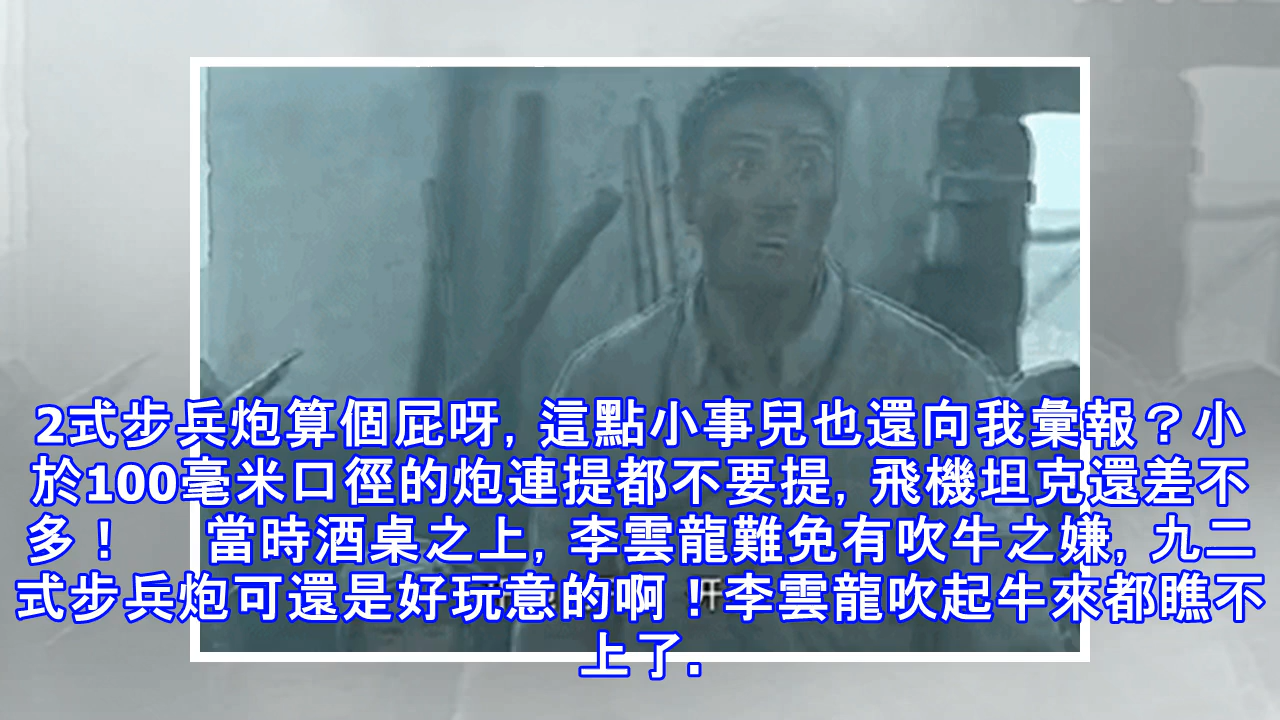 2式步兵炮算個屁呀, 這點小事兒也還向我彙報？小
於100毫米口徑的炮連提都不要提, 飛機坦克還差不
多！ 當時酒桌之上, 李雲龍難免有吹牛之嫌, 九二
式步兵炮可還是好玩意的啊！李雲龍吹起牛來都瞧不
上了.